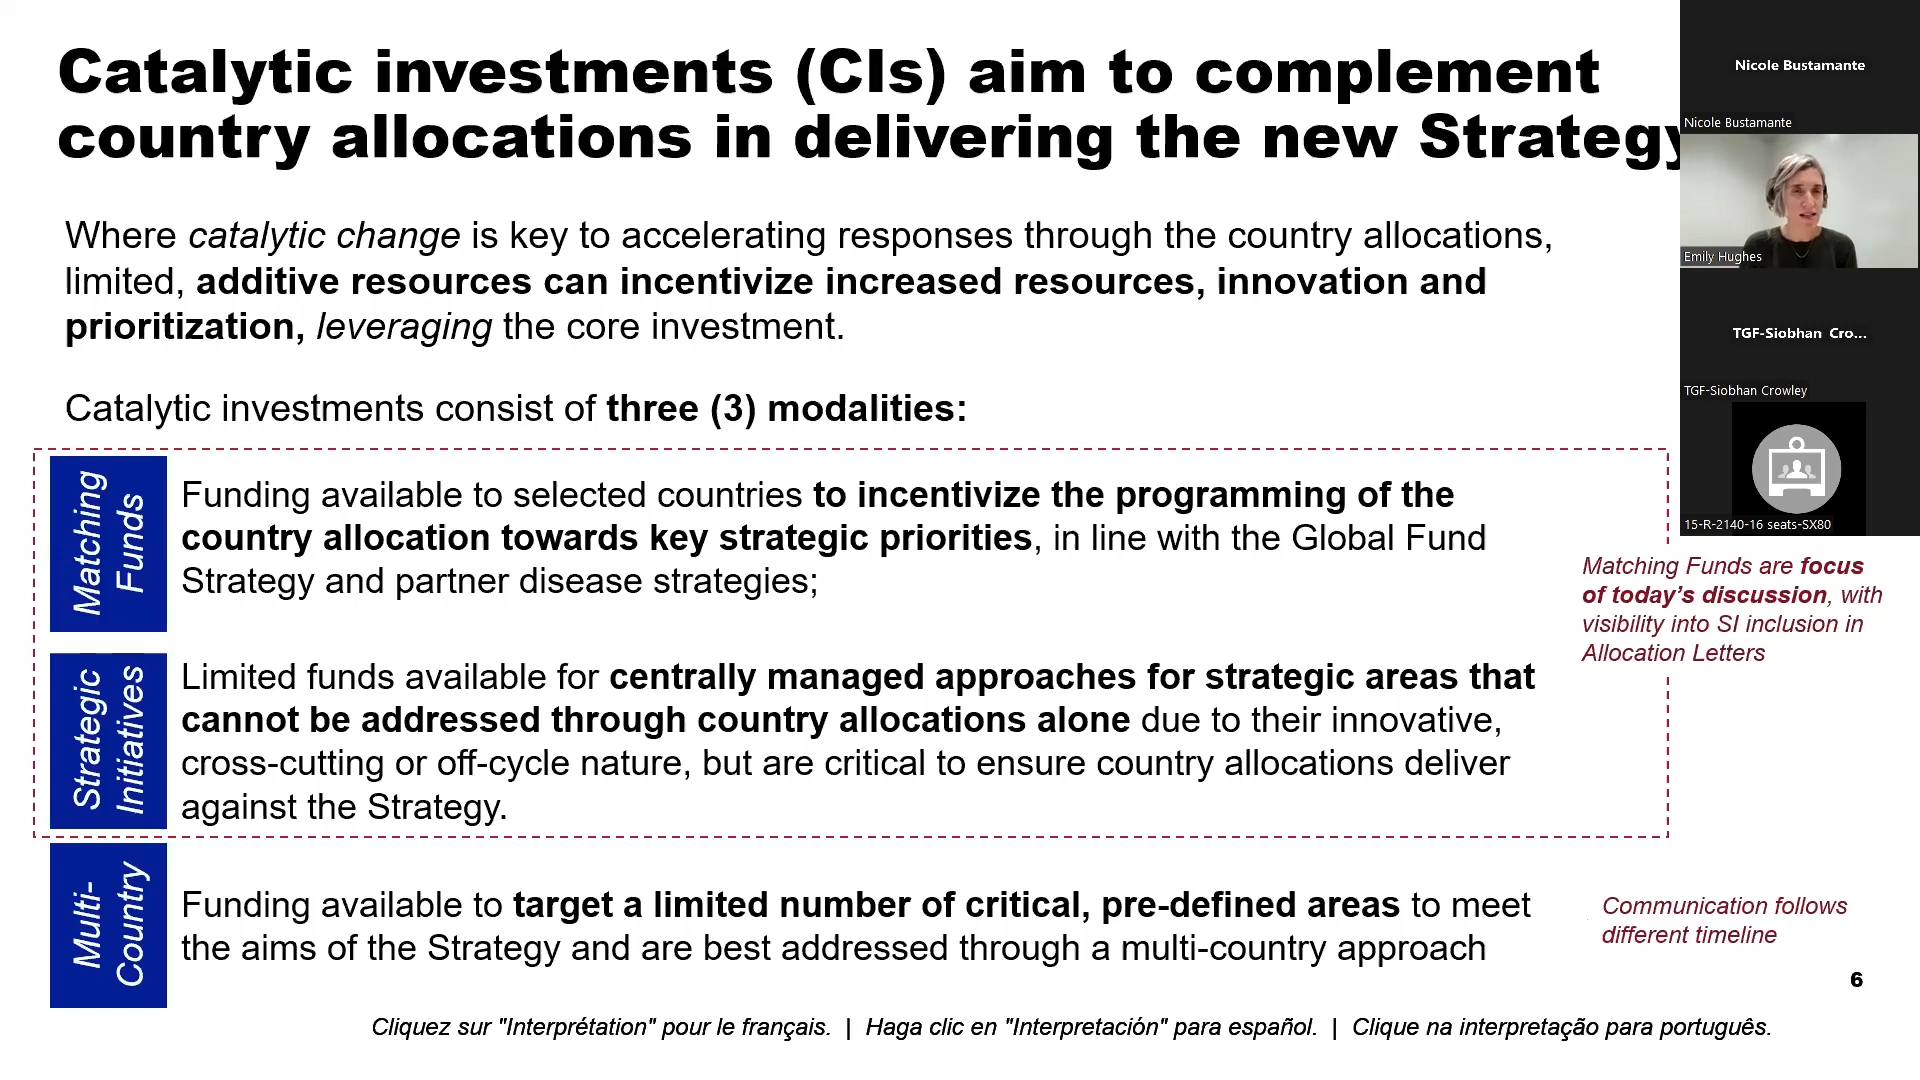 Catalytic investments (CIs) aim to complement
country allocations in delivering the new Strategy
Where catalytic change is key to accelerating responses through the country allocations,
limited, additive resources can incentivize increased resources, innovation and
prioritization, leveraging the core investment.
Catalytic investments consist of three (3) modalities:
Matching
Funds
Funding available to selected countries to incentivize the programming of the
country allocation towards key strategic priorities, in line with the Global Fund
Strategy and partner disease strategies;
Strategic
Initiatives
Limited funds available for centrally managed approaches for strategic areas that
cannot be addressed through country allocations alone due to their innovative,
cross-cutting or off-cycle nature, but are critical to ensure country allocations deliver
against the Strategy.
Multi-
Country
Funding available to target a limited number of critical, pre-defined areas to meet
the aims of the Strategy and are best addressed through a multi-country approach
Nicole Bustamante
Nicole Bustamante
Emily Hughes
TGF-Siobhan Cro...
TGF-Siobhan Crowley
15-R-2140-16 seats-SX80
Matching Funds are focus
of today's discussion, with
visibility into SI inclusion in
Allocation Letters
Communication follows
different timeline
6
Cliquez sur "Interprétation" pour le français. | Haga clic en "Interpretación" para español. | Clique na interpretação para português.